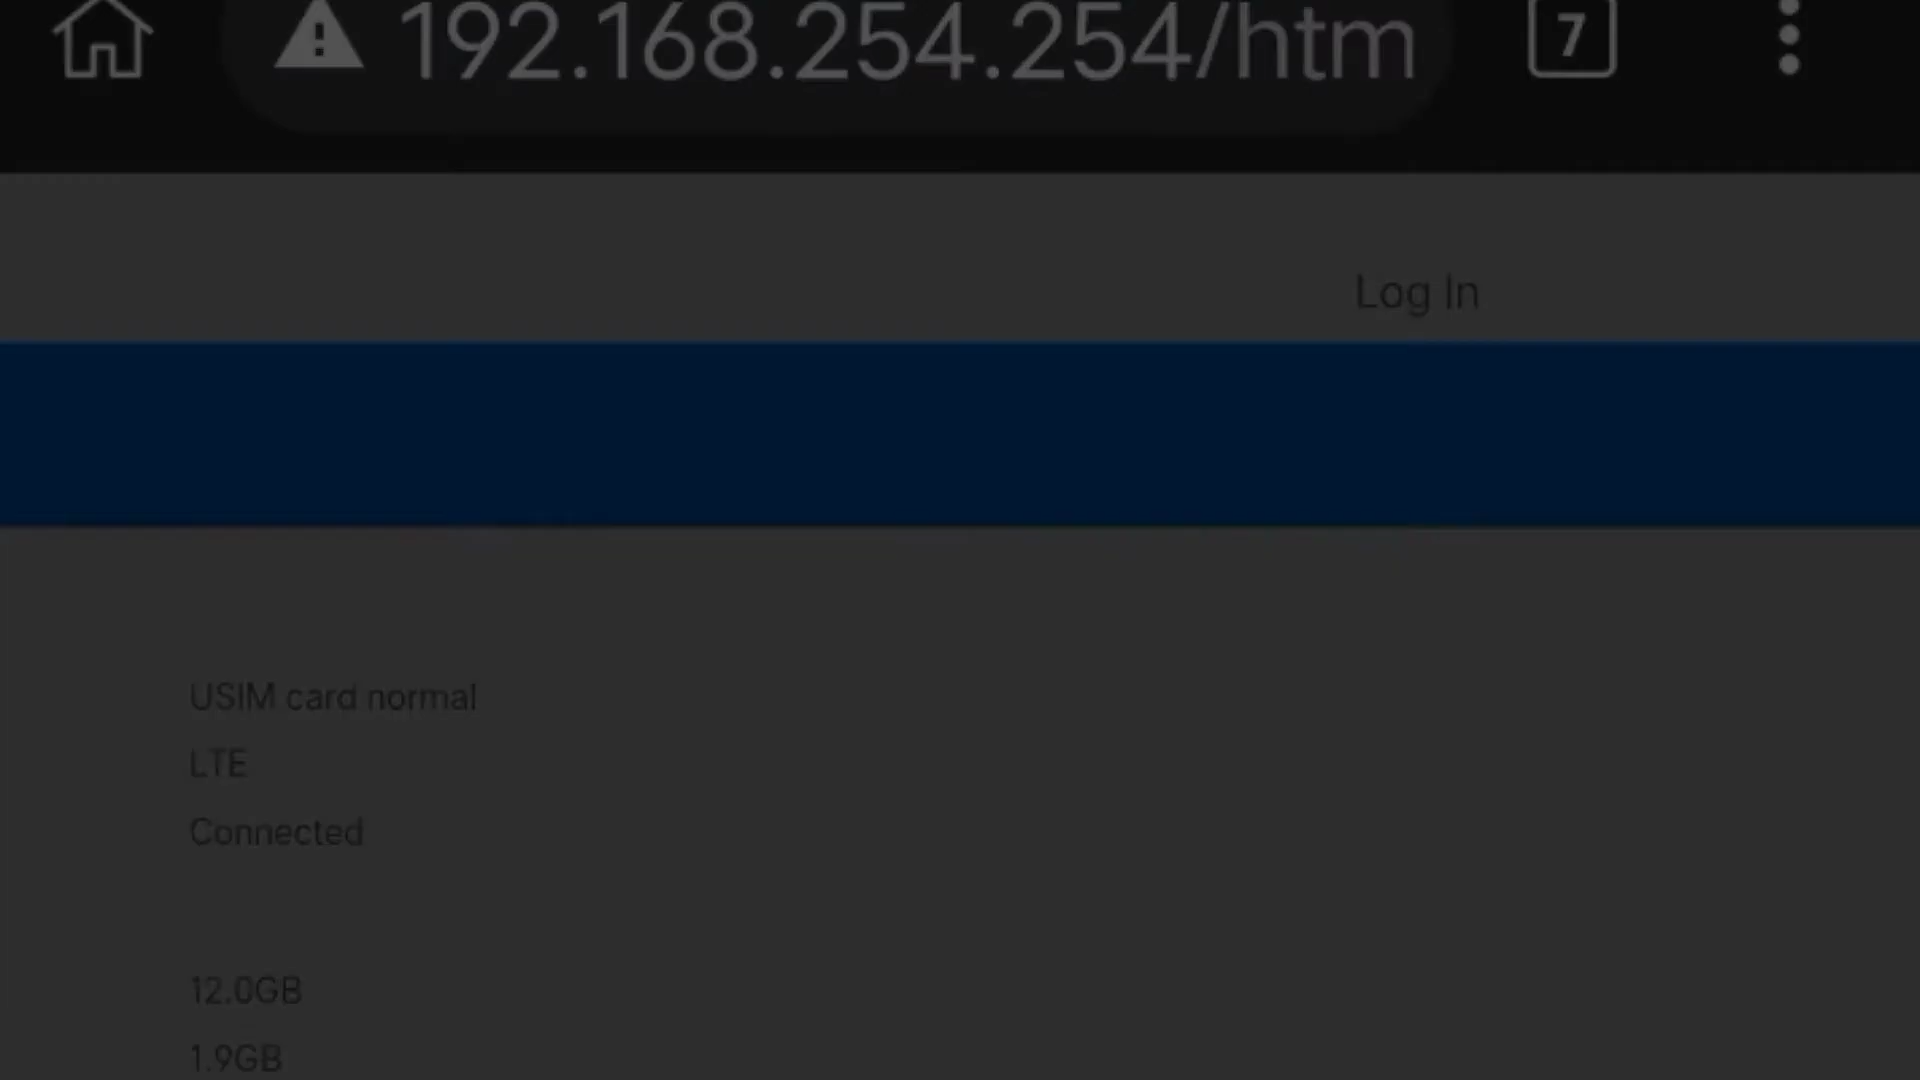 192.168.254.254/htm
7
Log In
USIM card normal
LTE
Connected
12.0GB
1.9GB